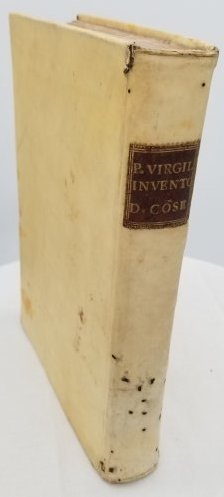 P. VIRGIL
INVENTO
D. COSE